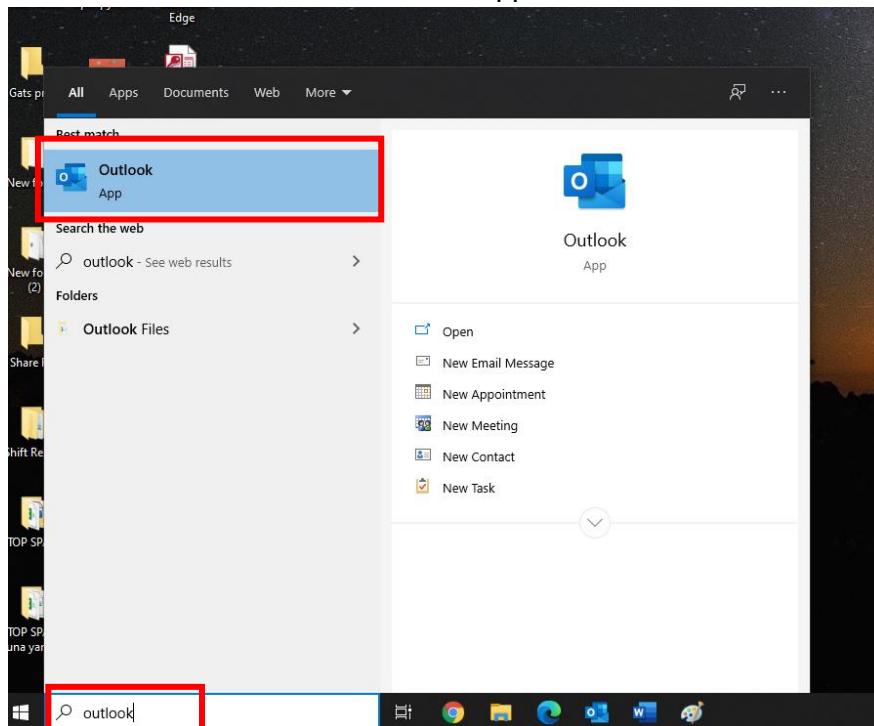 Edge
Gats pr
All Apps Documents Web More
Best match
Outlook
App
New fo
Search the web
outlook - See web results
New fo
(2)
Folders
Outlook Files
Share F
Shift Re
TOP SP
TOP SP
una yar
outlook
Outlook
App
Open
New Email Message
New Appointment
New Meeting
New Contact
New Task